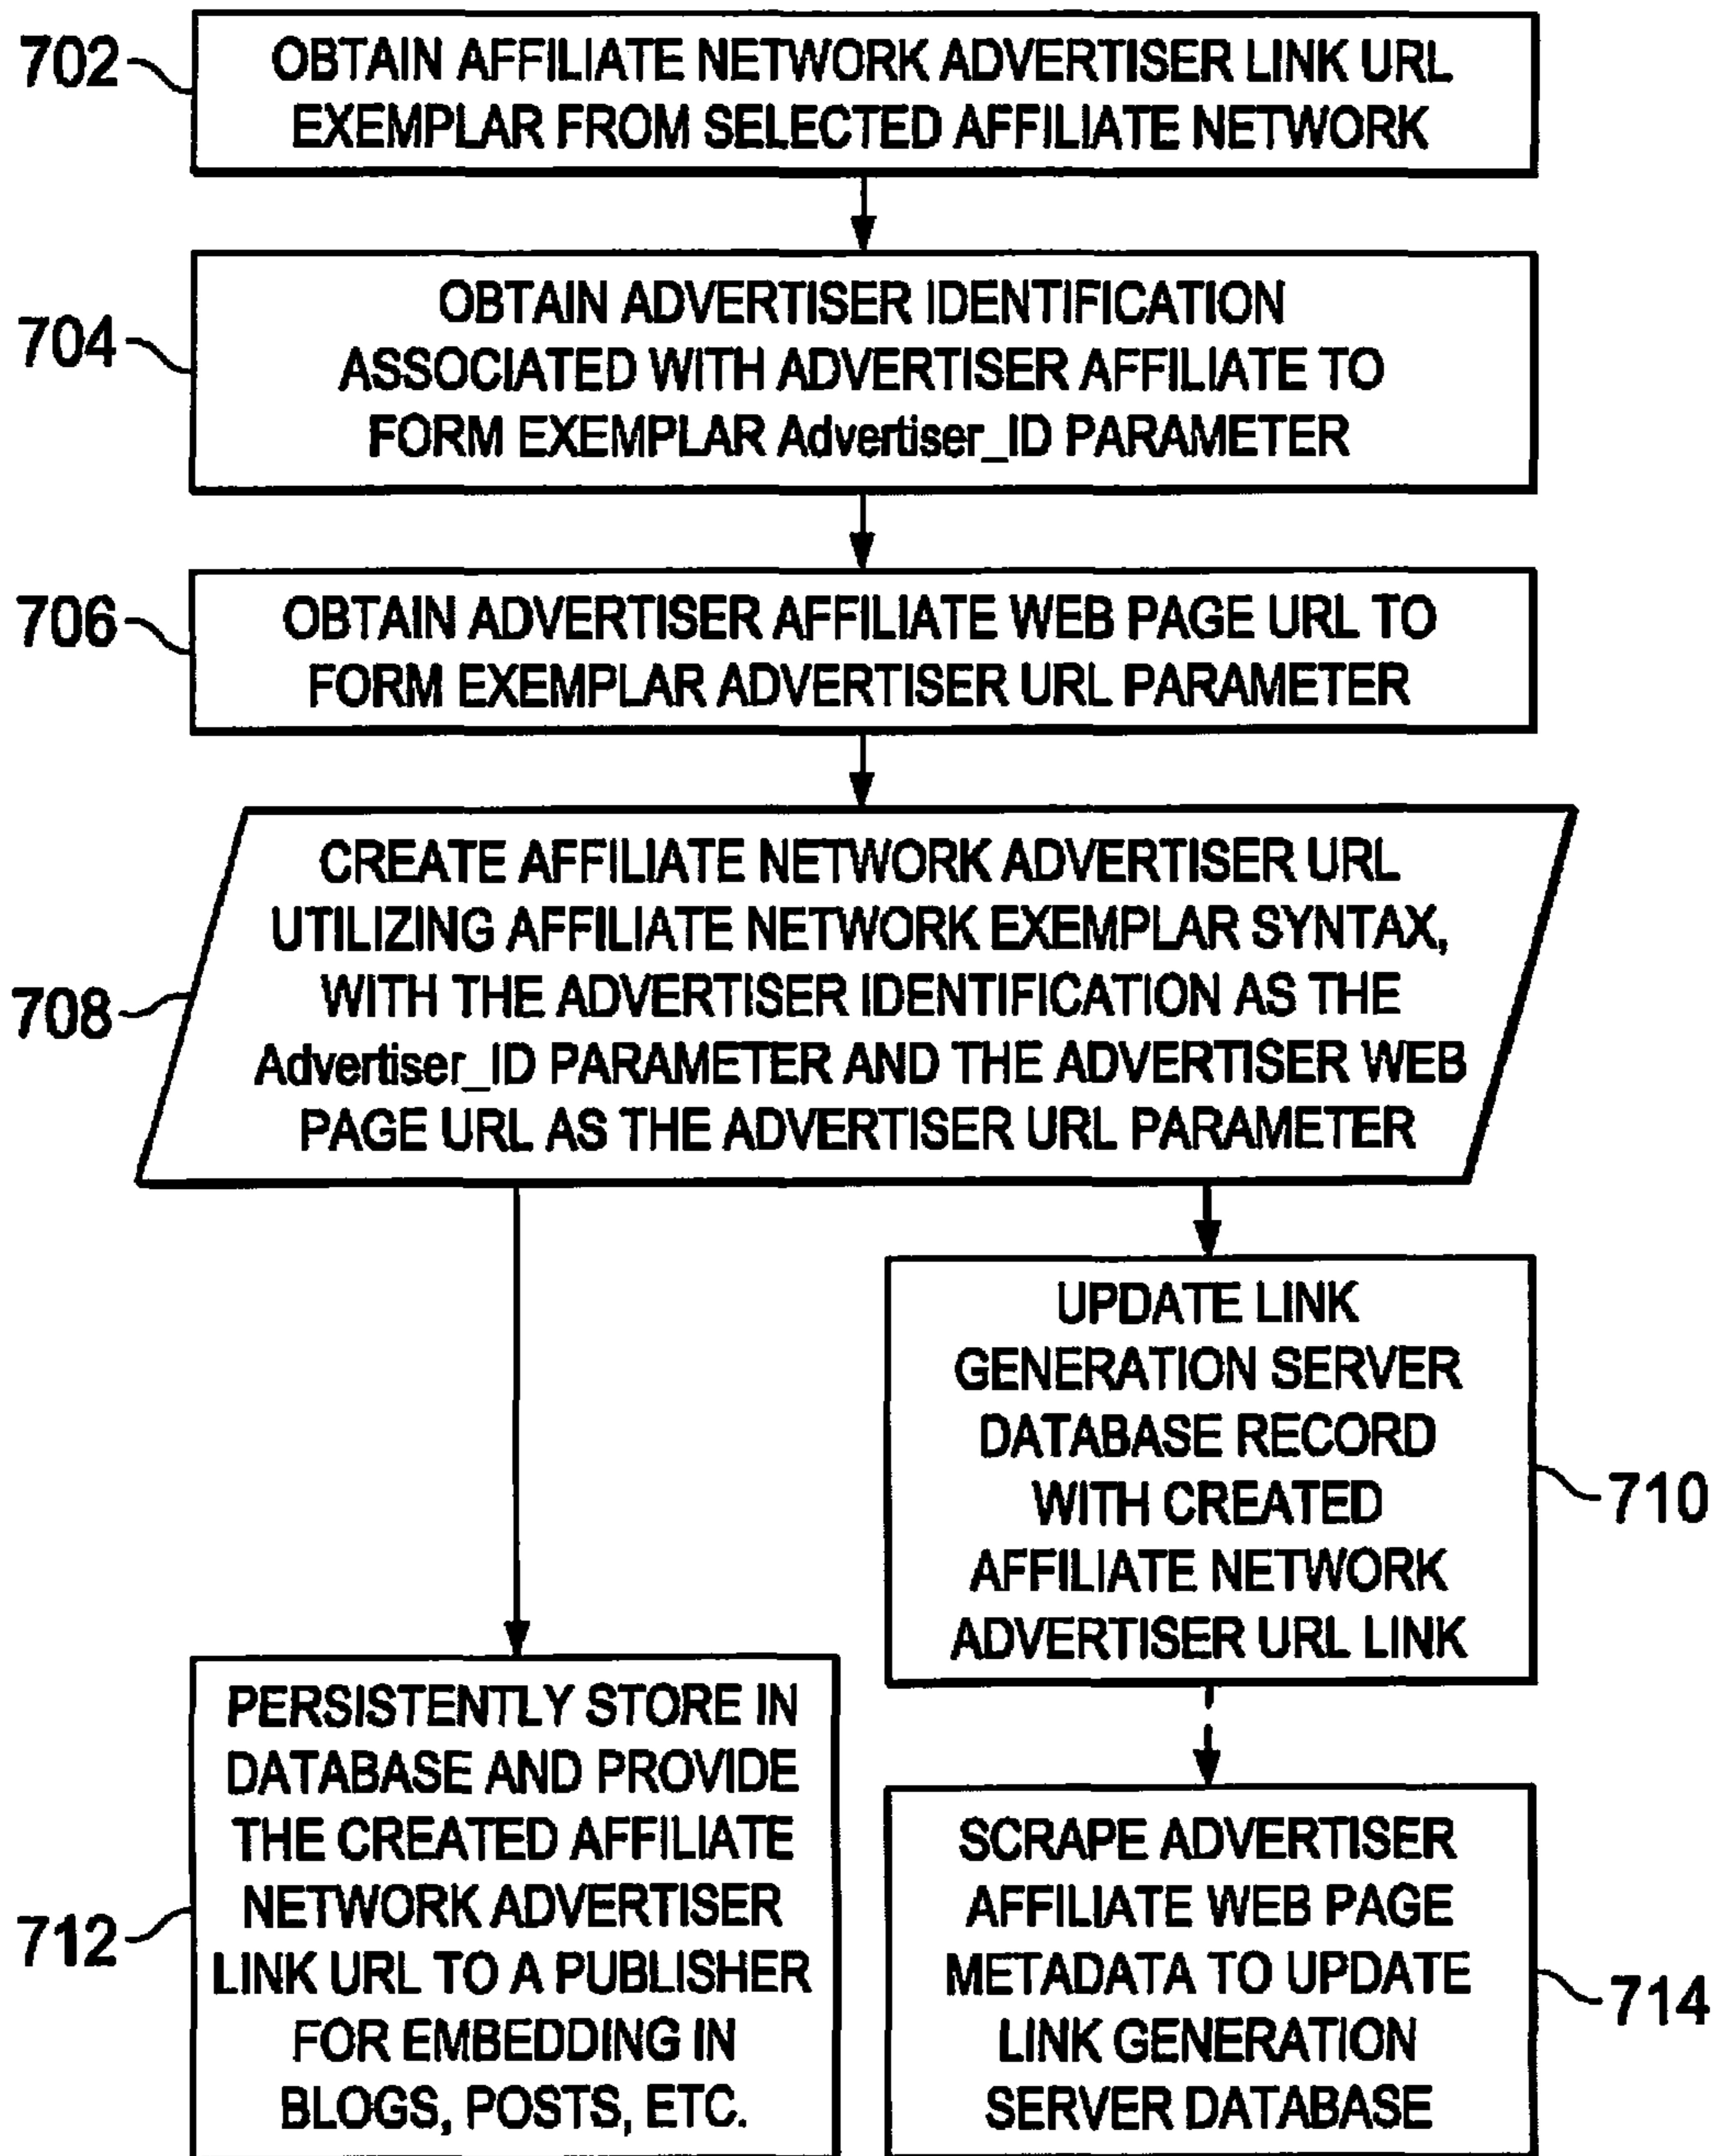 702
OBTAIN AFFILIATE NETWORK ADVERTISER LINK URL
EXEMPLAR FROM SELECTED AFFILIATE NETWORK
704
OBTAIN ADVERTISER IDENTIFICATION
ASSOCIATED WITH ADVERTISER AFFILIATE TO
FORM EXEMPLAR Advertiser_ID PARAMETER
706
OBTAIN ADVERTISER AFFILIATE WEB PAGE URL TO
FORM EXEMPLAR ADVERTISER URL PARAMETER
708
CREATE AFFILIATE NETWORK ADVERTISER URL
UTILIZING AFFILIATE NETWORK EXEMPLAR SYNTAX,
WITH THE ADVERTISER IDENTIFICATION AS THE
Advertiser_ID PARAMETER AND THE ADVERTISER WEB
PAGE URL AS THE ADVERTISER URL PARAMETER
UPDATE LINK
GENERATION SERVER
DATABASE RECORD
WITH CREATED
AFFILIATE NETWORK
ADVERTISER URL LINK
710
712
PERSISTENTLY STORE IN
DATABASE AND PROVIDE
THE CREATED AFFILIATE
NETWORK ADVERTISER
LINK URL TO A PUBLISHER
FOR EMBEDDING IN
BLOGS, POSTS, ETC.
SCRAPE ADVERTISER
AFFILIATE WEB PAGE
METADATA TO UPDATE
LINK GENERATION
SERVER DATABASE
714